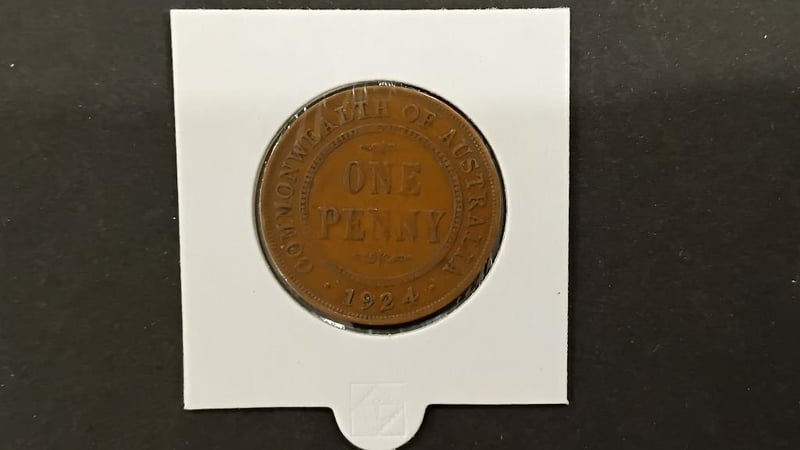 COMMONWEALTH OF AUSTRALIA
ONE
PENNY
1924